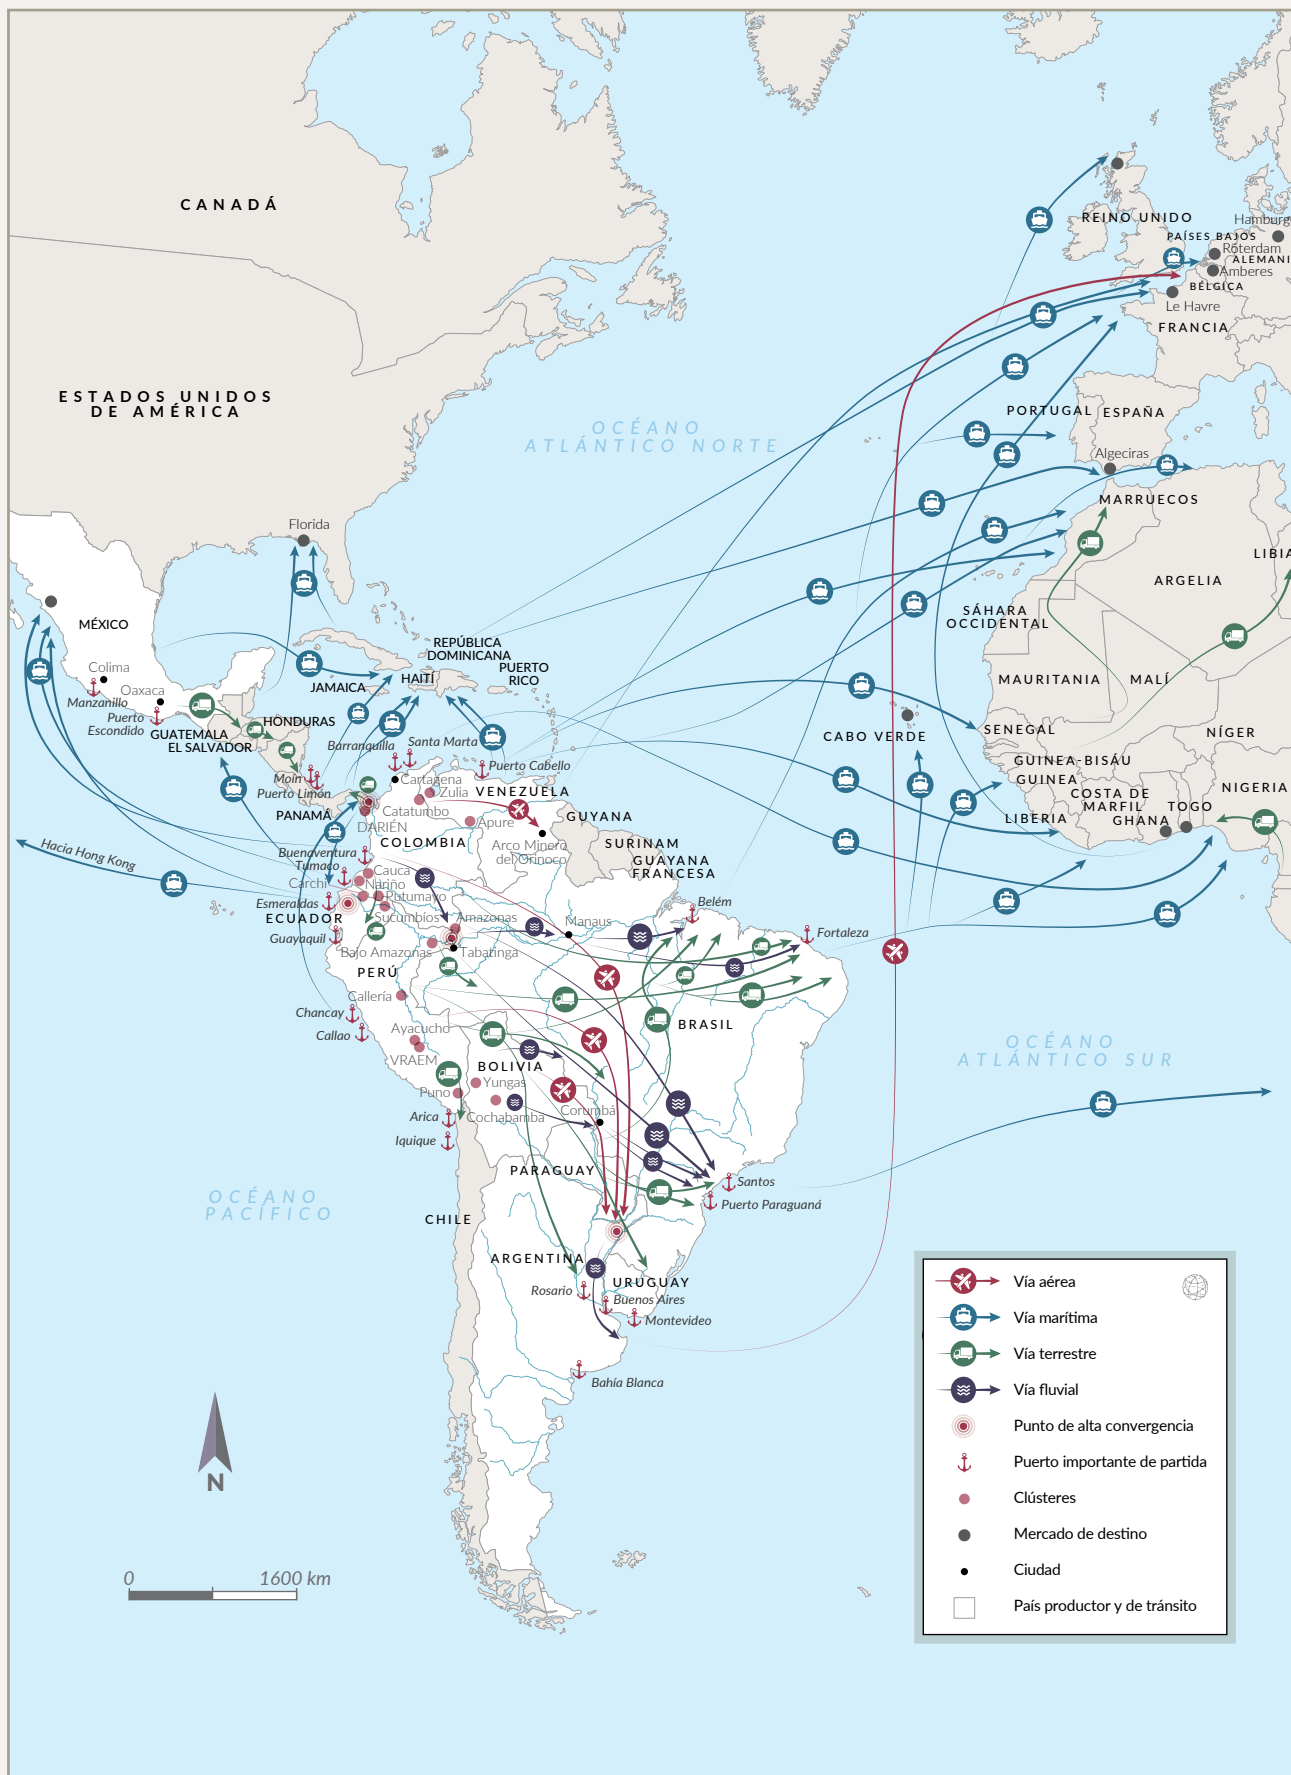 CANADÁ
REINO UNIDO
Hamburg
PAÍSES BAJOS
Róterdam
ALEMANI
Amberes
BÉLGICA
Le Havre
FRANCIA
ESTADOS UNIDOS
DE AMÉRICA
OCÉANO
ATLÁNTICO NORTE
PORTUGAL
ESPAÑA
Algeciras
MARRUECOS
Florida
LIBIA
ARGELIA
SÁHARA
OCCIDENTAL
MÉXICO
REPÚBLICA
DOMINICANA
PUERTO
RICO
HAITÍ
JAMAICA
Colima
Manzanillo
Oaxaca
Puerto
Escondido
MAURITANIA
MALÍ
HONDURAS
GUATEMALA
EL SALVADOR
Barranquilla
Santa Marta
CABO VERDE
SENEGAL
NÍGER
Puerto Cabello
Moín
Puerto Limón
Cartagena
Zulia
VENEZUELA
GUINEA-BISÁU
GUINEA
NIGERIA
PANAMÁ
Catatumbo
DARIÉN
Apure
GUYANA
COSTA DE
MARFIL
TOGO
LIBERIA
GHANA
COLOMBIA
Arco Minero
del Orinoco
SURINAM
GUAYANA
FRANCESA
Hacia Hong Kong
Buenaventura
Tumaco
Cauca
Carchi
Nariño
Putumayo
Esmeraldas
ECUADOR
Sucumbíos
Amazonas
Manaus
Belém
Fortaleza
Guayaquil
Bajo Amazonas
Tabatinga
PERÚ
Callería
Chancay
Callao
Ayacucho
BRASIL
VRAEM
BOLIVIA
OCÉANO
ATLÁNTICO SUR
Puno
Yungas
Arica
Cochabamba
Corumbá
Iquique
PARAGUAY
Santos
Puerto Paraguaná
OCÉANO
PACÍFICO
CHILE
ARGENTINA
URUGUAY
Rosario
Buenos Aires
Montevideo
Bahía Blanca
N
0 1600 km
Vía aérea
Vía marítima
Vía terrestre
Vía fluvial
Punto de alta convergencia
Puerto importante de partida
Clústeres
Mercado de destino
Ciudad
País productor y de tránsito